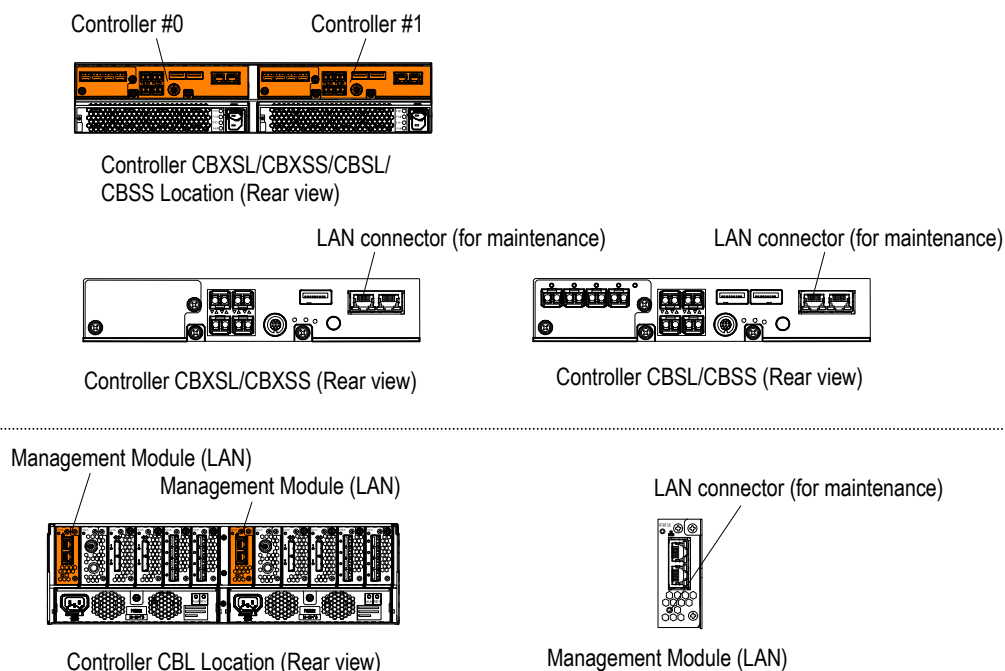 Controller #0
Controller #1
Controller CBXSL/CBXSS/CBSL/
CBSS Location (Rear view)
LAN connector (for maintenance)
LAN connector (for maintenance)
Controller CBXSL/CBXSS (Rear view)
Controller CBSL/CBSS (Rear view)
Management Module (LAN)
Management Module (LAN)
LAN connector (for maintenance)
Controller CBL Location (Rear view)
Management Module (LAN)